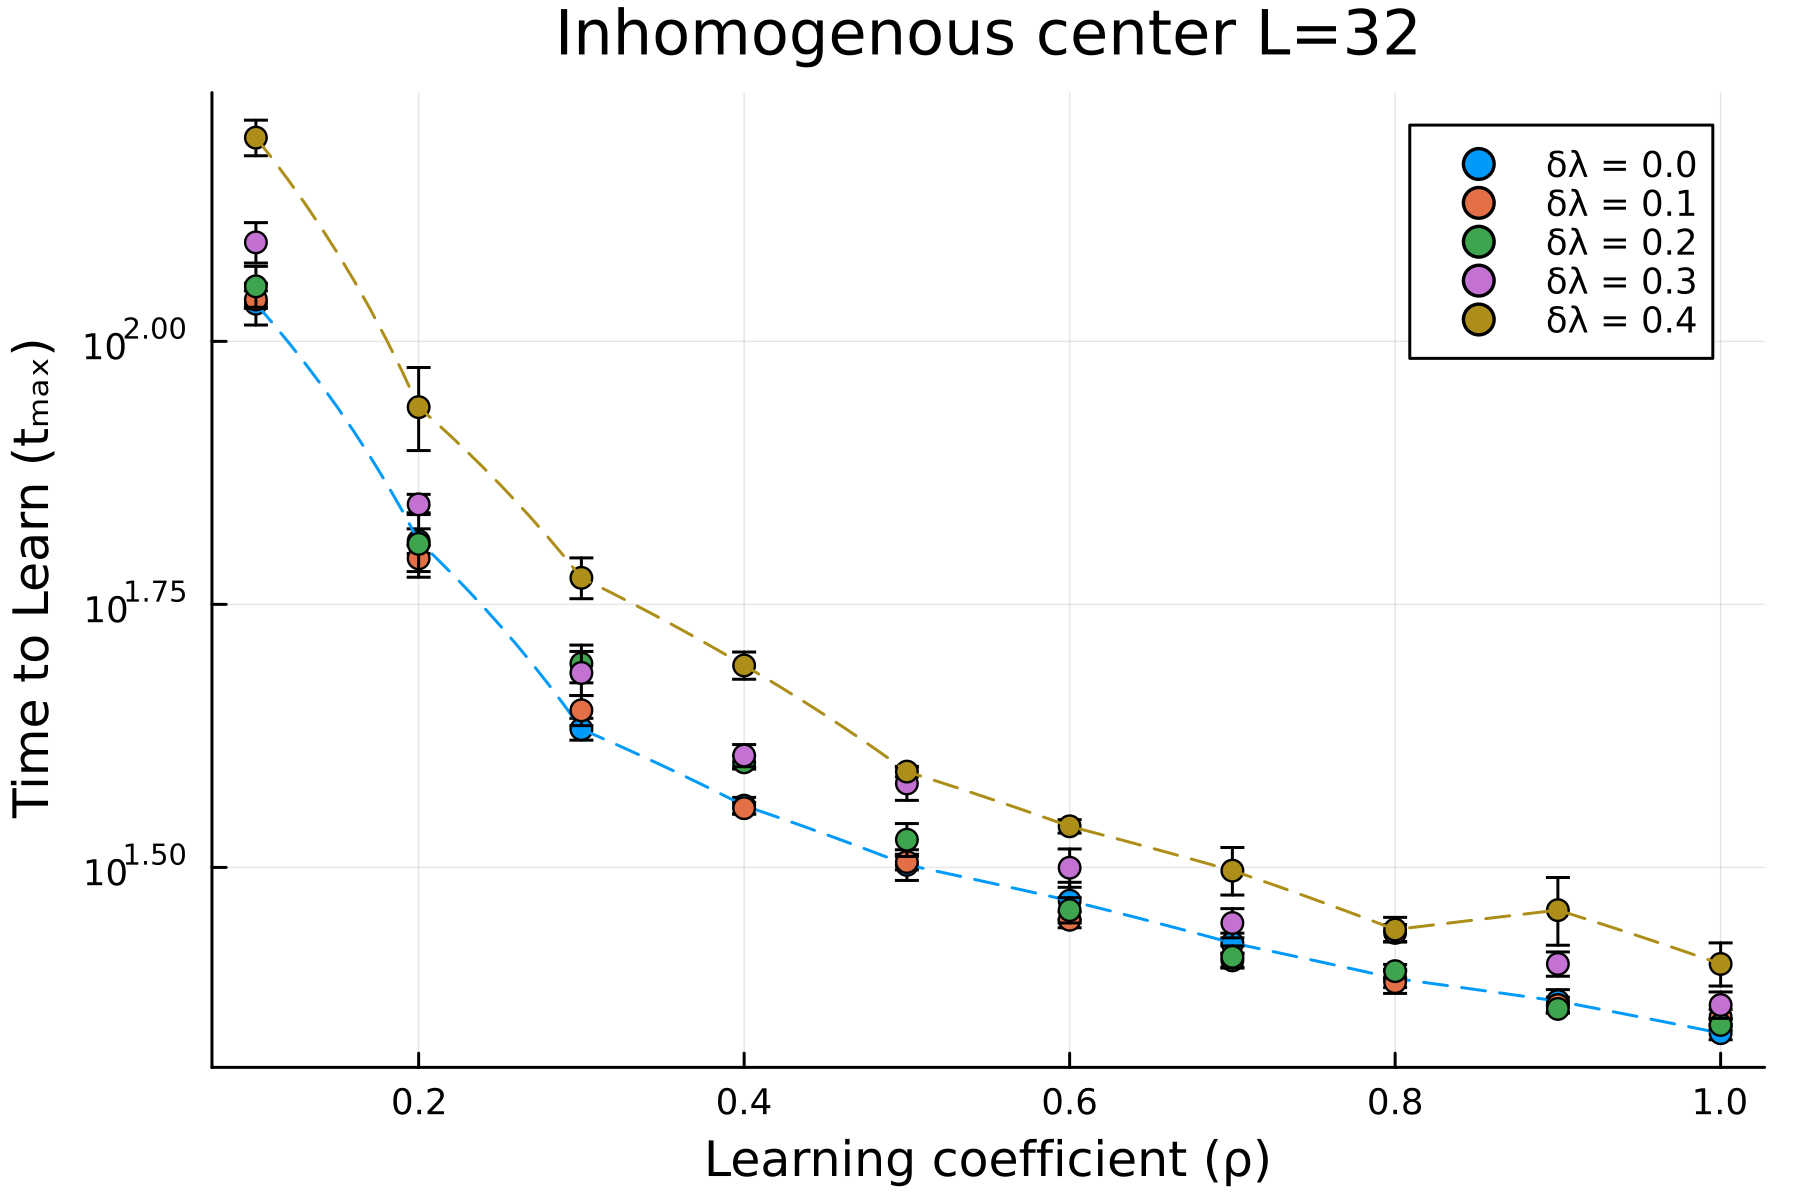 Inhomogenous center L=32
δλ = 0.0
δλ = 0.1
δλ = 0.2
δλ = 0.3
δλ = 0.4
Time to Learn (tₘₐₓ)
10^2.00
10^1.75
10^1.50
0.2 0.4 0.6 0.8 1.0
Learning coefficient (ρ)